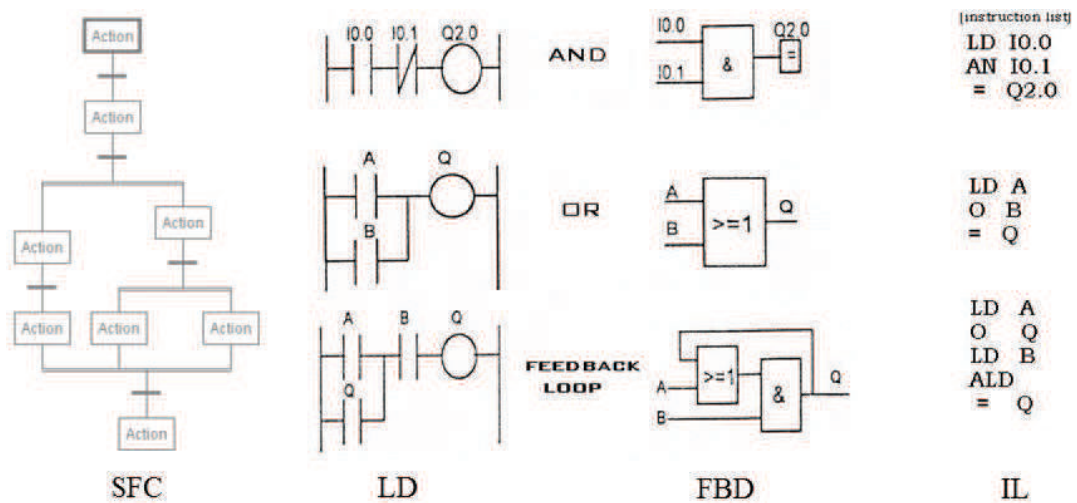 Action
Action
Action
Action
Action
Action
Action
Action
SFC
I0.0 I0.1 Q2.0
A Q
B
A B Q
Q
LD
AND
OR
FEEDBACK
LOOP
I0.0
I0.1
&
Q2.0
=
A
B
>=1
Q
>=1
A
B
&
Q
FBD
[instruction list]
LD I0.0
AN I0.1
= Q2.0
LD A
O B
= Q
LD A
O Q
LD B
ALD
= Q
IL